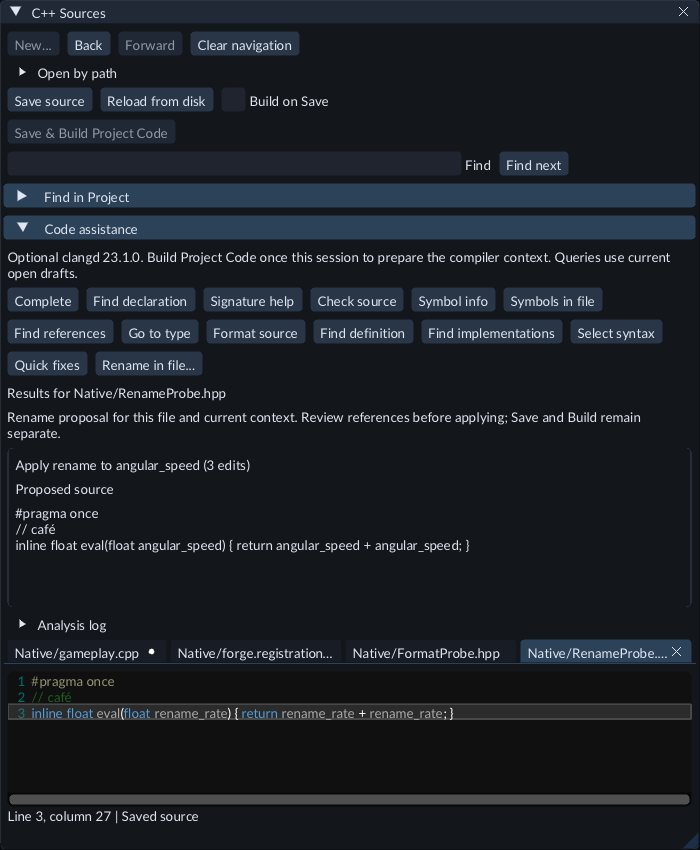 C++ Sources
New... Back Forward Clear navigation
Open by path
Save source Reload from disk Build on Save
Save & Build Project Code
Find Find next
Find in Project
Code assistance
Optional clangd 23.1.0. Build Project Code once this session to prepare the compiler context. Queries use current
open drafts.
Complete Find declaration Signature help Check source Symbol info Symbols in file
Find references Go to type Format source Find definition Find implementations Select syntax
Quick fixes Rename in file...
Results for Native/RenameProbe.hpp
Rename proposal for this file and current context. Review references before applying; Save and Build remain
separate.
Apply rename to angular_speed (3 edits)
Proposed source
#pragma once
// café
inline float eval(float angular_speed) { return angular_speed + angular_speed; }
Analysis log
Native/gameplay.cpp Native/forge.registration... Native/FormatProbe.hpp Native/RenameProbe....
1 #pragma once
2 // café
3 inline float eval(float rename_rate) { return rename_rate + rename_rate; }
Line 3, column 27 | Saved source